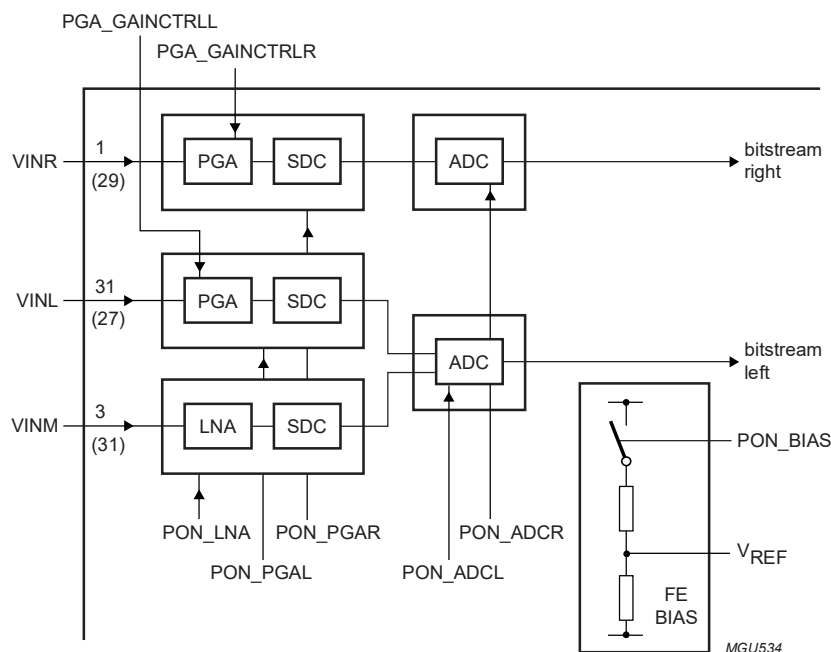 PGA_GAINCTRLL
PGA_GAINCTRLR
VINR
1
(29)
PGA
SDC
ADC
bitstream
right
VINL
31
(27)
PGA
SDC
ADC
bitstream
left
VINM
3
(31)
LNA
SDC
PON_BIAS
PON_LNA
PON_PGAR
PON_ADCR
PON_PGAL
PON_ADCL
VREF
FE
BIAS
MGU534